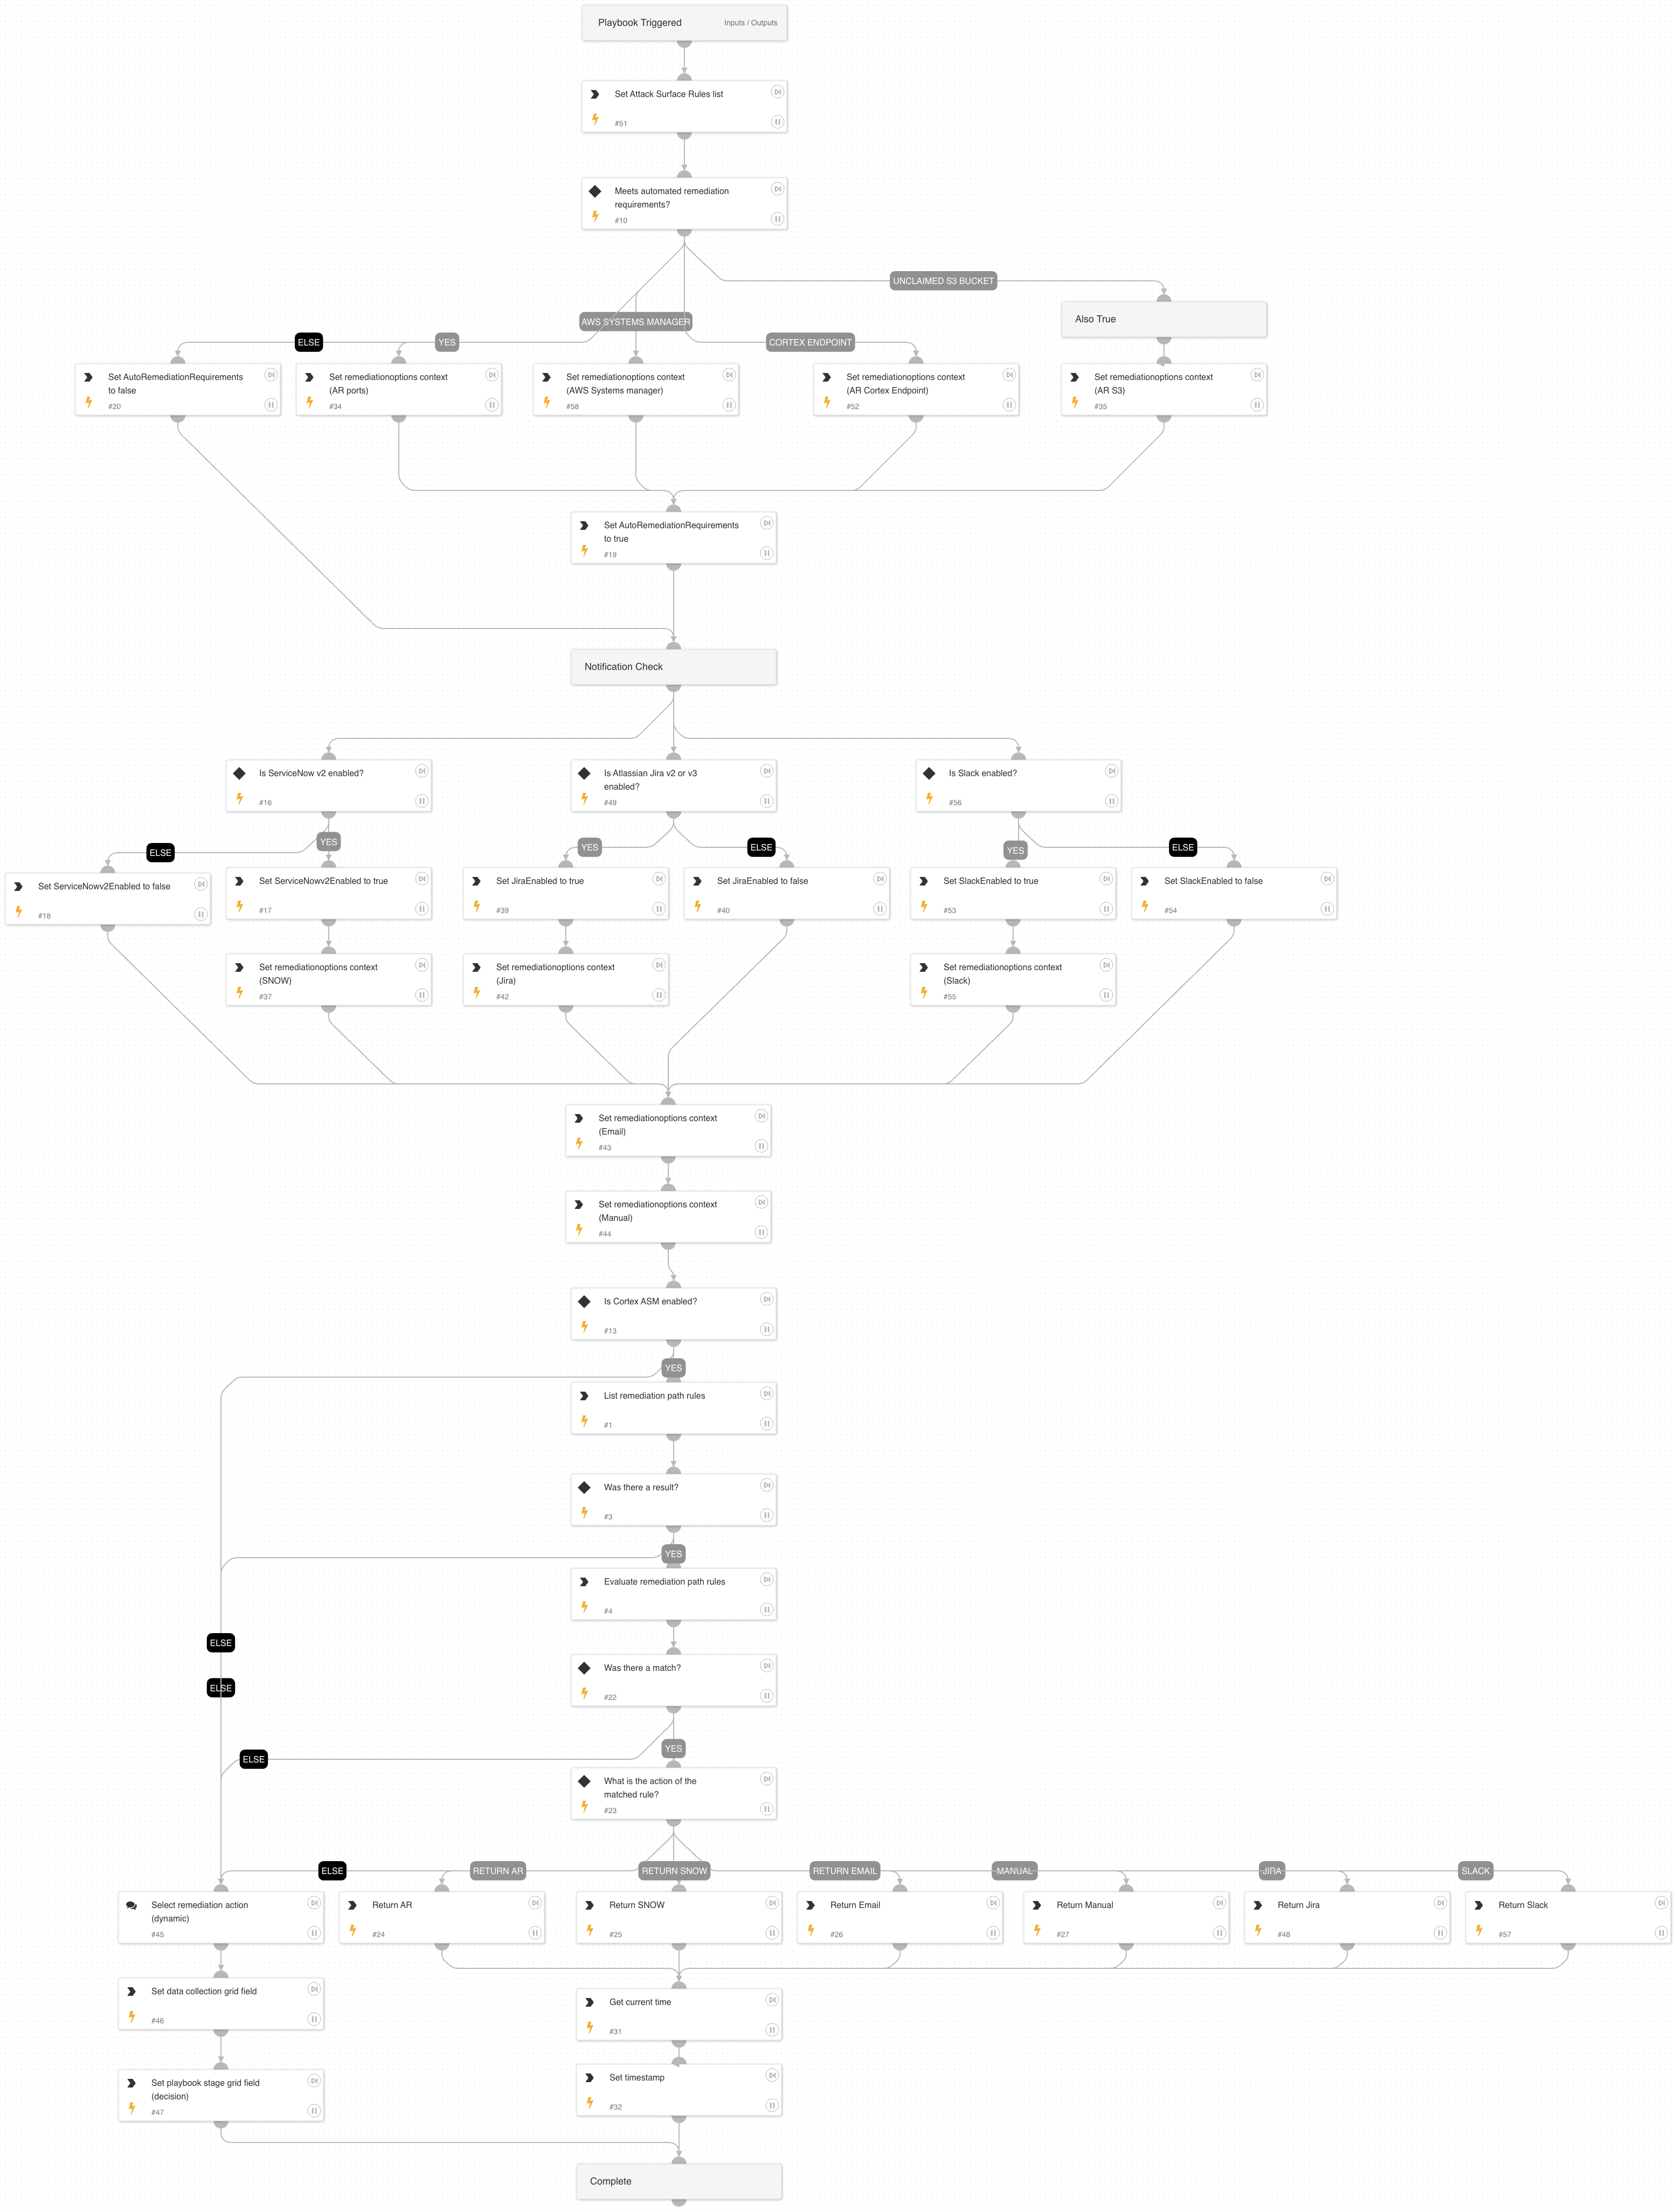 Playbook Triggered
Inputs / Outputs
Set Attack Surface Rules list
#51
Meets automated remediation
requirements?
#10
UNCLAIMED S3 BUCKET
Also True
AWS SYSTEMS MANAGER
ELSE
YES
CORTEX ENDPOINT
Set AutoRemediationRequirements
to false
#20
Set remediationoptions context
(AR ports)
#34
Set remediationoptions context
(AWS Systems manager)
#58
Set remediationoptions context
(AR Cortex Endpoint)
#52
Set remediationoptions context
(AR S3)
#35
Set AutoRemediationRequirements
to true
#19
Notification Check
Is ServiceNow v2 enabled?
#16
Is Atlassian Jira v2 or v3
enabled?
#49
Is Slack enabled?
#56
ELSE
YES
YES
ELSE
YES
ELSE
Set ServiceNowv2Enabled to false
#18
Set ServiceNowv2Enabled to true
#17
Set JiraEnabled to true
#39
Set JiraEnabled to false
#40
Set SlackEnabled to true
#53
Set SlackEnabled to false
#54
Set remediationoptions context
(SNOW)
#37
Set remediationoptions context
(Jira)
#42
Set remediationoptions context
(Slack)
#55
Set remediationoptions context
(Email)
#43
Set remediationoptions context
(Manual)
#44
Is Cortex ASM enabled?
#13
YES
List remediation path rules
#1
Was there a result?
#3
YES
Evaluate remediation path rules
#4
ELSE
Was there a match?
#22
ELSE
YES
ELSE
What is the action of the
matched rule?
#23
ELSE
RETURN AR
RETURN SNOW
RETURN EMAIL
MANUAL
JIRA
SLACK
Select remediation action
(dynamic)
#45
Return AR
#24
Return SNOW
#25
Return Email
#26
Return Manual
#27
Return Jira
#48
Return Slack
#57
Set data collection grid field
#46
Get current time
#31
Set playbook stage grid field
(decision)
#47
Set timestamp
#32
Complete